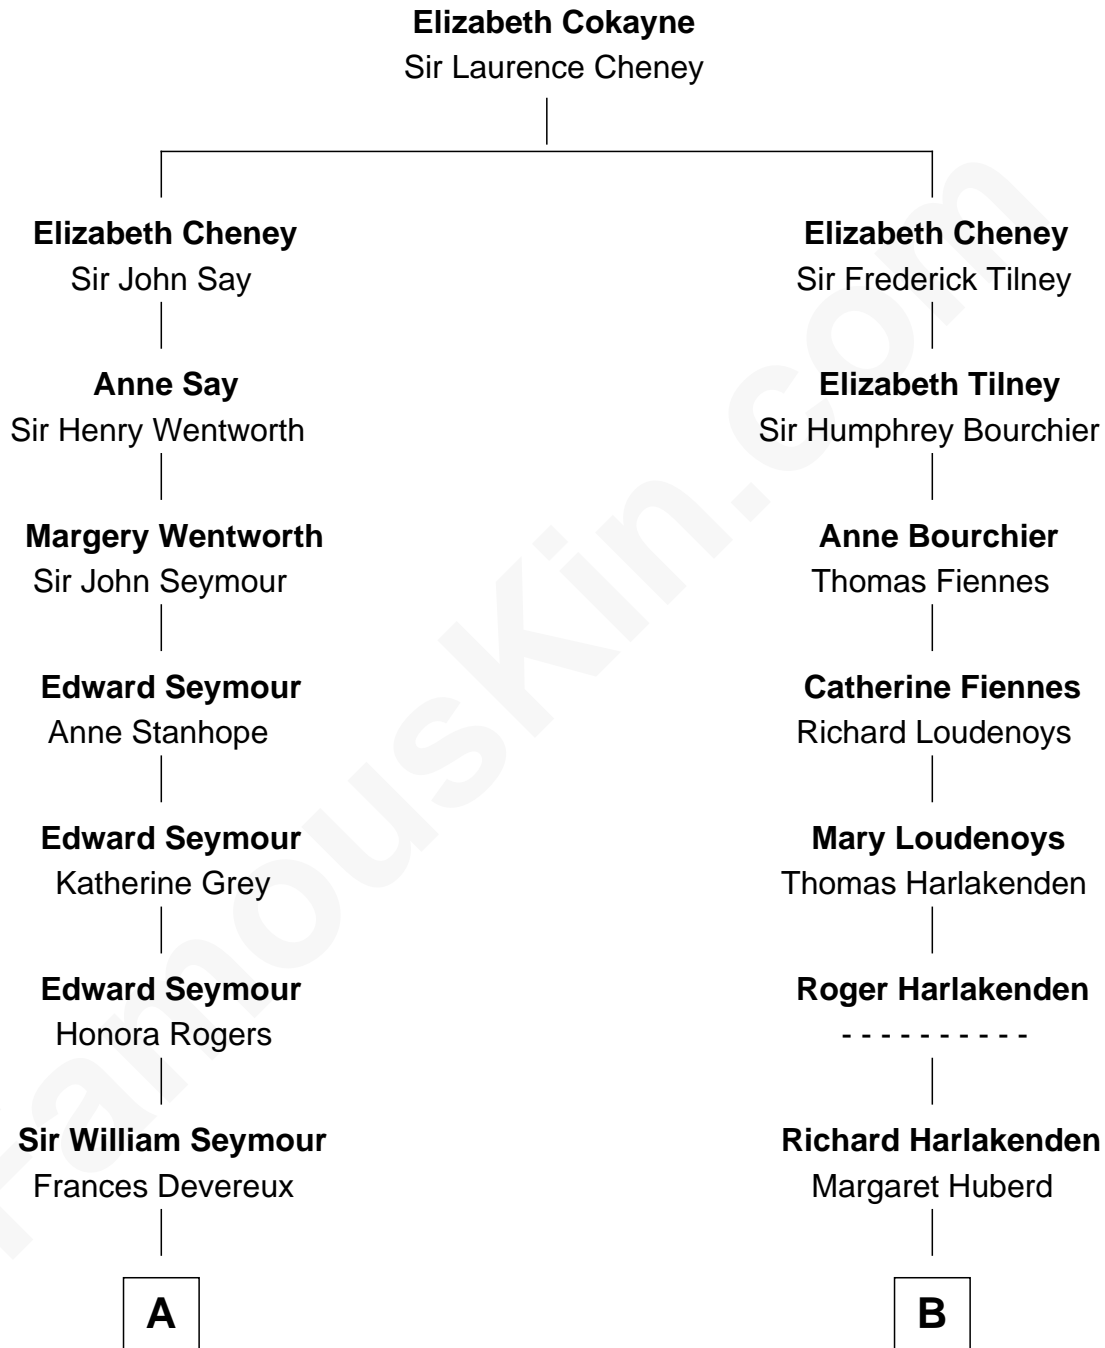 Elizabeth Cokayne
Sir Laurence Cheney
Elizabeth Cheney
Sir John Say
Anne Say
Sir Henry Wentworth
Margery Wentworth
Sir John Seymour
Edward Seymour
Anne Stanhope
Edward Seymour
Katherine Grey
Edward Seymour
Honora Rogers
Sir William Seymour
Frances Devereux
A
Elizabeth Cheney
Sir Frederick Tilney
Elizabeth Tilney
Sir Humphrey Bourchier
Anne Bourchier
Thomas Fiennes
Catherine Fiennes
Richard Loudenoys
Mary Loudenoys
Thomas Harlakenden
Roger Harlakenden
- - - - - - - - - -
Richard Harlakenden
Margaret Huberd
B
FamousKin.com